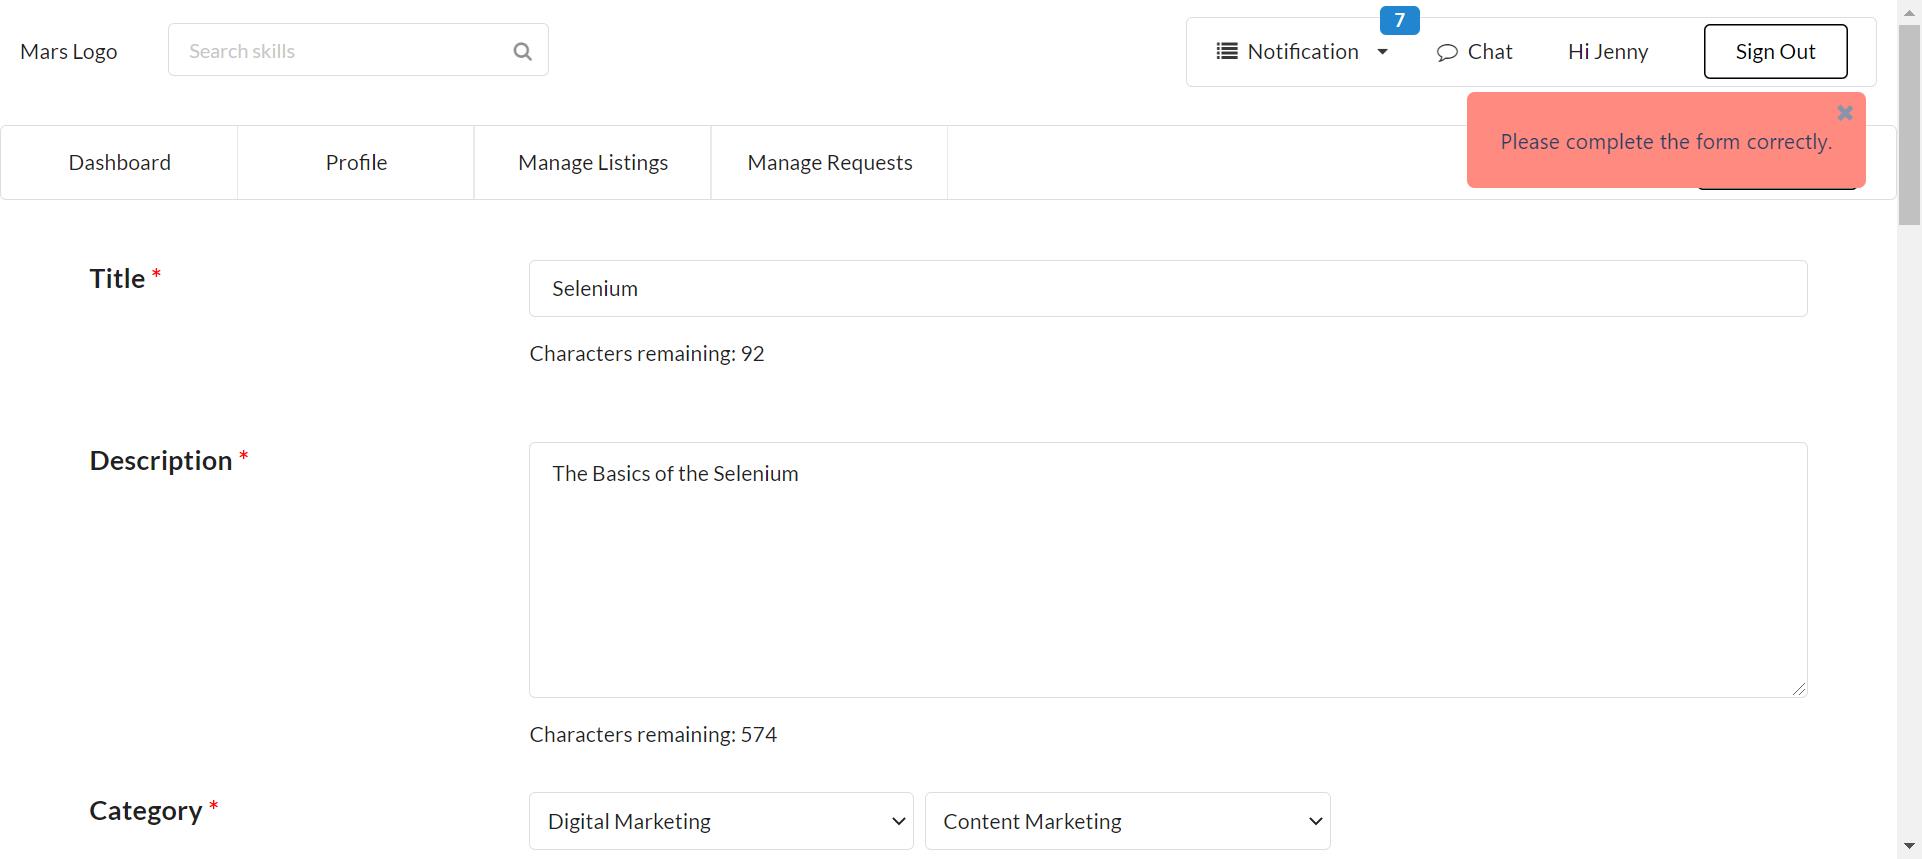 7
Mars Logo Search skills Notification Chat Hi Jenny Sign Out
Please complete the form correctly.
Dashboard Profile Manage Listings Manage Requests
Title * Selenium
Characters remaining: 92
Description * The Basics of the Selenium
Characters remaining: 574
Category * Digital Marketing Content Marketing